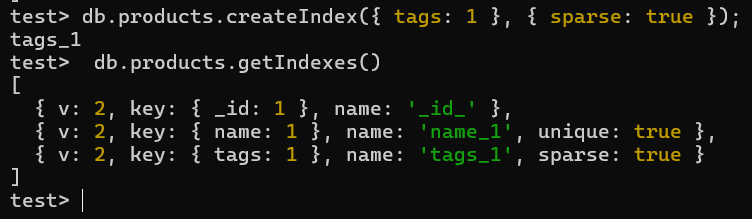 test> db.products.createIndex({ tags: 1 }, { sparse: true });
tags_1
test>  db.products.getIndexes()
[
  { v: 2, key: { _id: 1 }, name: '_id_' },
  { v: 2, key: { name: 1 }, name: 'name_1', unique: true },
  { v: 2, key: { tags: 1 }, name: 'tags_1', sparse: true }
]
test>